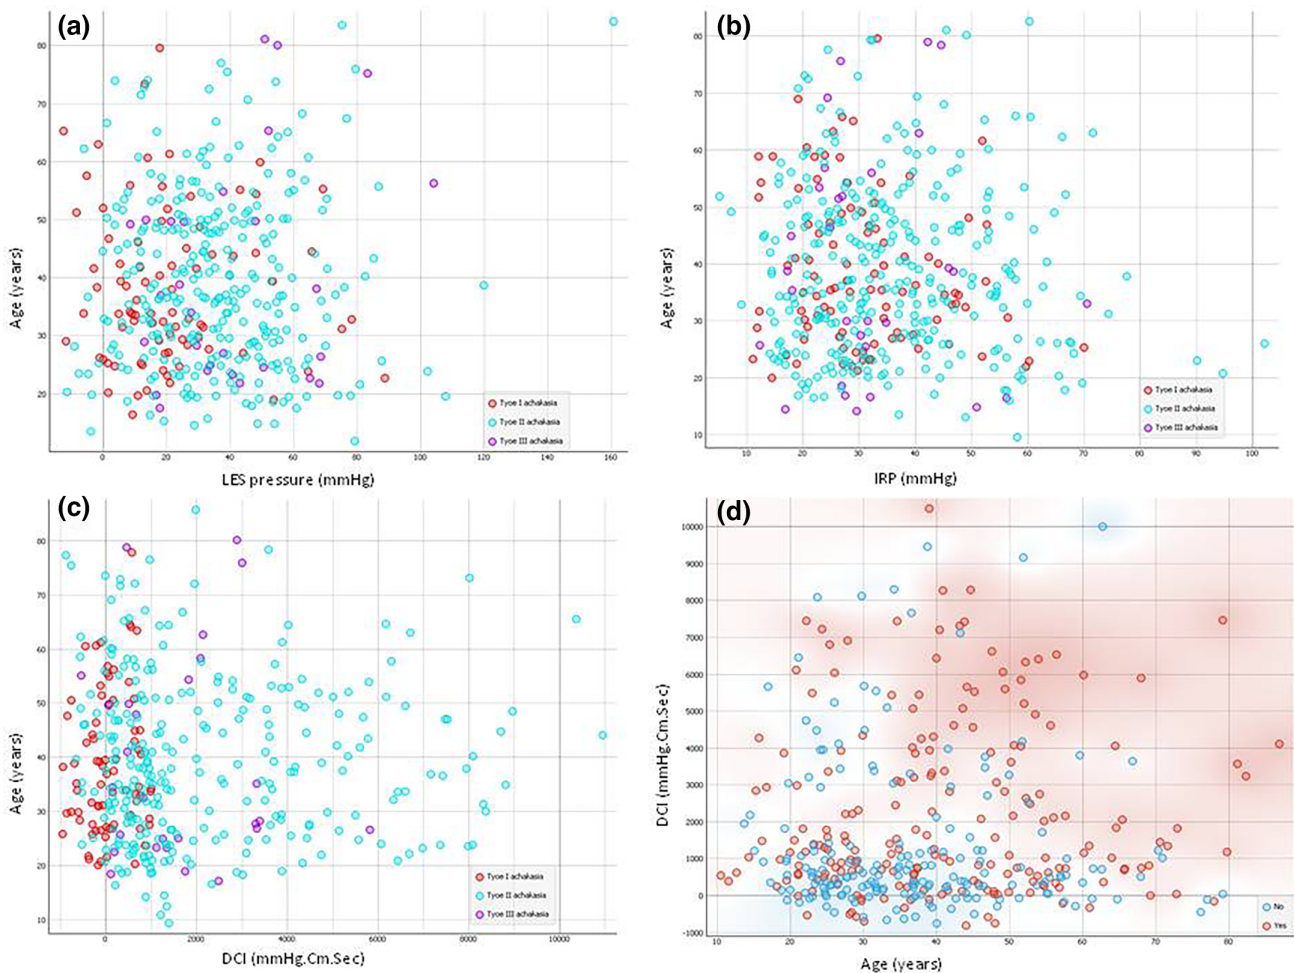 (a)
80
70
60
50
40
30
20
Age (years)
0 20 40 60 80 100 120 140 160
LES pressure (mmHg)
Tyoe I achakasia
Tyoe II achakasia
Tyoe III achakasia
(b)
80
70
60
50
40
30
20
10
Age (years)
10 20 30 40 50 60 70 80 90 100
IRP (mmHg)
Tyoe I achakasia
Tyoe II achakasia
Tyoe III achakasia
(c)
80
70
60
50
40
30
20
10
Age (years)
0 2000 4000 6000 8000 10000
DCI (mmHg.Cm.Sec)
Tyoe I achakasia
Tyoe II achakasia
Tyoe III achakasia
(d)
10000
9000
8000
7000
6000
5000
4000
3000
2000
1000
0
-1000
DCI (mmHg.Cm.Sec)
10 20 30 40 50 60 70 80
Age (years)
No
Yes